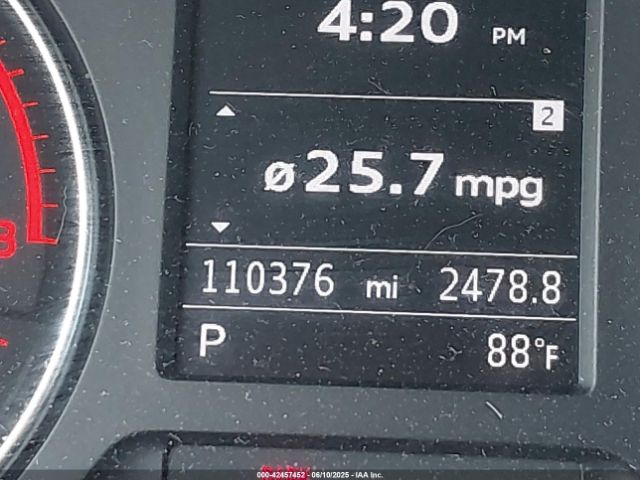 4:20 PM
2
ø25.7 mpg
110376 mi 2478.8
P 88°F
000-42457452 - 06/10/2025 - IAA Inc.